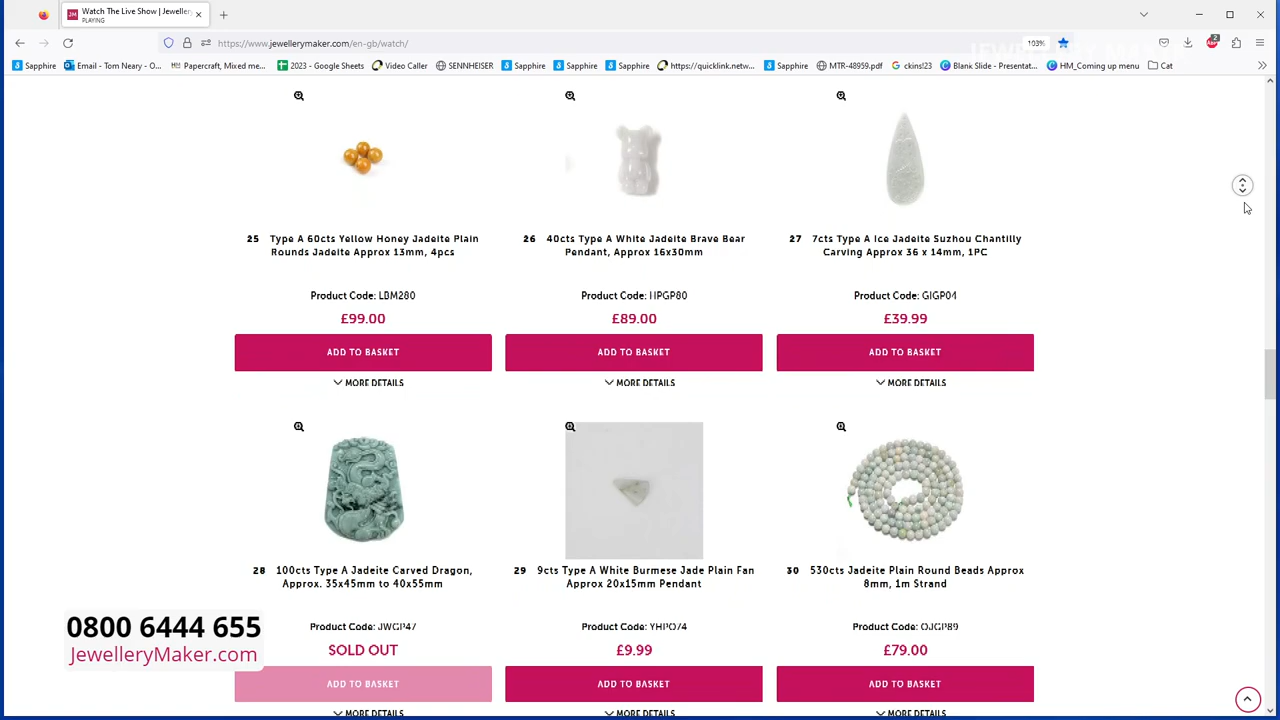 Watch The Live Show | Jewellery
PLAYING
https://www.jewellerymaker.com/en-gb/watch/
103%
2
Sapphire
Email - Tom Neary - O...
Papercraft, Mixed me...
2023 - Google Sheets
Video Caller
SENNHEISER
Sapphire
Sapphire
Sapphire
https://quicklink.netw...
Sapphire
MTR-48959.pdf
ckins!23
Blank Slide - Presentat...
HM_Coming up menu
Cat
25 Type A 60cts Yellow Honey Jadeite Plain
Rounds Jadeite Approx 13mm, 4pcs
Product Code: LBM280
£99.00
ADD TO BASKET
MORE DETAILS
26 40cts Type A White Jadeite Brave Bear
Pendant, Approx 16x30mm
Product Code: HPGP80
£89.00
ADD TO BASKET
MORE DETAILS
27 7cts Type A Ice Jadeite Suzhou Chantilly
Carving Approx 36 x 14mm, 1PC
Product Code: GIGP04
£39.99
ADD TO BASKET
MORE DETAILS
28 100cts Type A Jadeite Carved Dragon,
Approx. 35x45mm to 40x55mm
Product Code: JWGP47
SOLD OUT
ADD TO BASKET
MORE DETAILS
29 9cts Type A White Burmese Jade Plain Fan
Approx 20x15mm Pendant
Product Code: YHPO74
£9.99
ADD TO BASKET
MORE DETAILS
30 530cts Jadeite Plain Round Beads Approx
8mm, 1m Strand
Product Code: OJGP89
£79.00
ADD TO BASKET
MORE DETAILS
0800 6444 655
JewelleryMaker.com